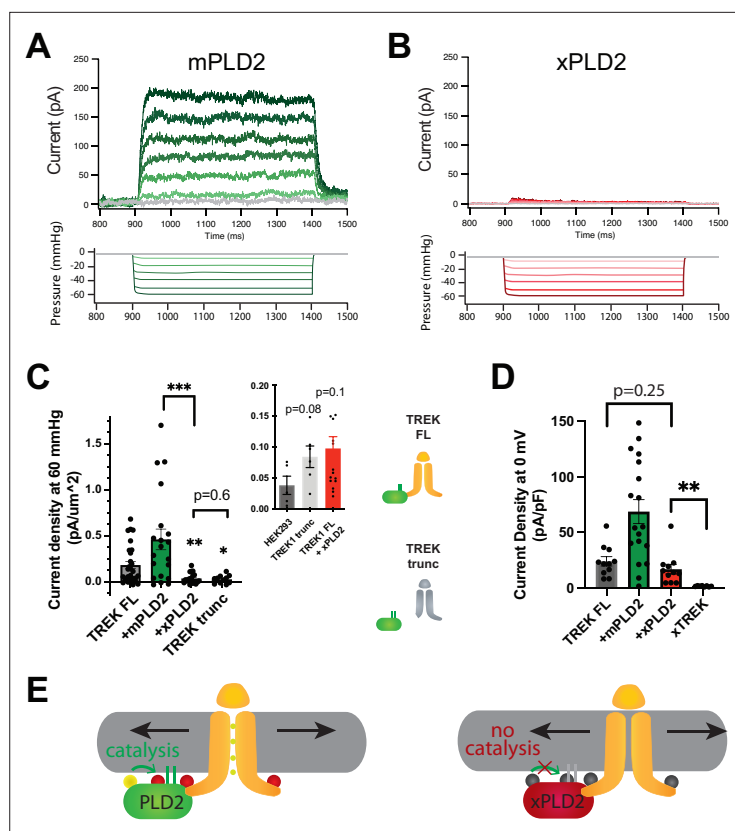 A
mPLD2
250
200
150
100
50
0
Current (pA)
800 900 1000 1100 1200 1300 1400 1500
Time (ms)
Pressure (mmHg)
0
-20
-40
-60
800 900 1000 1100 1200 1300 1400 1500
B
xPLD2
250
200
150
100
50
0
Current (pA)
800 900 1000 1100 1200 1300 1400 1500
Time (ms)
Pressure (mmHg)
0
-20
-40
-60
800 900 1000 1100 1200 1300 1400 1500
C
Current density at 60 mmHg
(pA/um^2)
1.5
1.0
0.5
0.0
***
p=0.6
**
*
TREK FL
+mPLD2
+xPLD2
TREK trunc
0.20
0.15
0.10
0.05
0.00
p=0.1
p=0.08
HEK293
TREK1 trunc
TREK1 FL
+ xPLD2
TREK
FL
TREK
trunc
D
p=0.25
**
Current Density at 0 mV
(pA/pF)
150
100
50
0
TREK FL
+mPLD2
+xPLD2
xTREK
E
catalysis
PLD2
no
catalysis
xPLD2